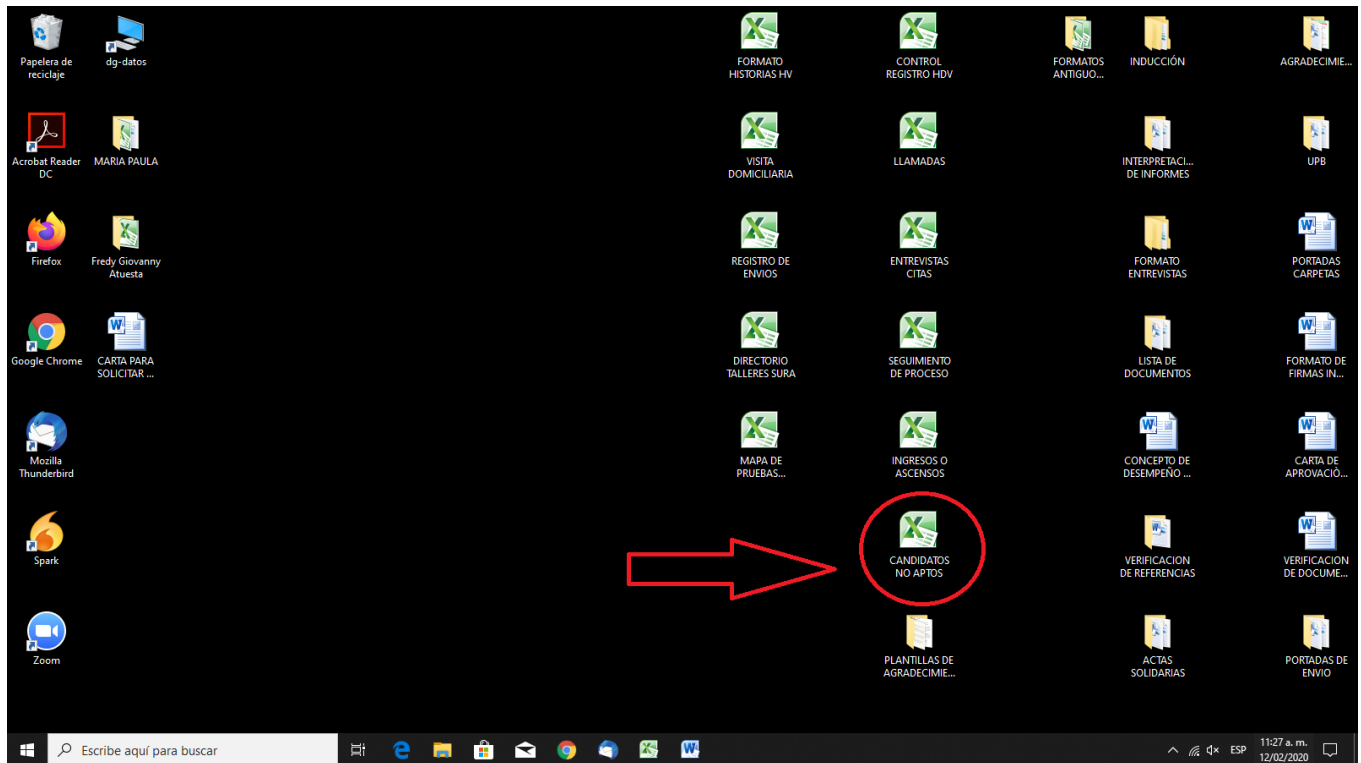 Papelera de
reciclaje
dg-datos
FORMATO
HISTORIAS HV
CONTROL
REGISTRO HDV
FORMATOS
ANTIGUO...
INDUCCIÓN
AGRADECIMIE...
Acrobat Reader
DC
MARIA PAULA
VISITA
DOMICILIARIA
LLAMADAS
INTERPRETACI...
DE INFORMES
UPB
Firefox
Fredy Giovanny
Atuesta
REGISTRO DE
ENVIOS
ENTREVISTAS
CITAS
FORMATO
ENTREVISTAS
PORTADAS
CARPETAS
Google Chrome
CARTA PARA
SOLICITAR ...
DIRECTORIO
TALLERES SURA
SEGUIMIENTO
DE PROCESO
LISTA DE
DOCUMENTOS
FORMATO DE
FIRMAS IN...
Mozilla
Thunderbird
MAPA DE
PRUEBAS...
INGRESOS O
ASCENSOS
CONCEPTO DE
DESEMPEÑO ...
CARTA DE
APROVACIÓ...
Spark
CANDIDATOS
NO APTOS
VERIFICACION
DE REFERENCIAS
VERIFICACION
DE DOCUME...
Zoom
PLANTILLAS DE
AGRADECIMIE...
ACTAS
SOLIDARIAS
PORTADAS DE
ENVIO
Escribe aquí para buscar
ESP
11:27 a. m.
12/02/2020